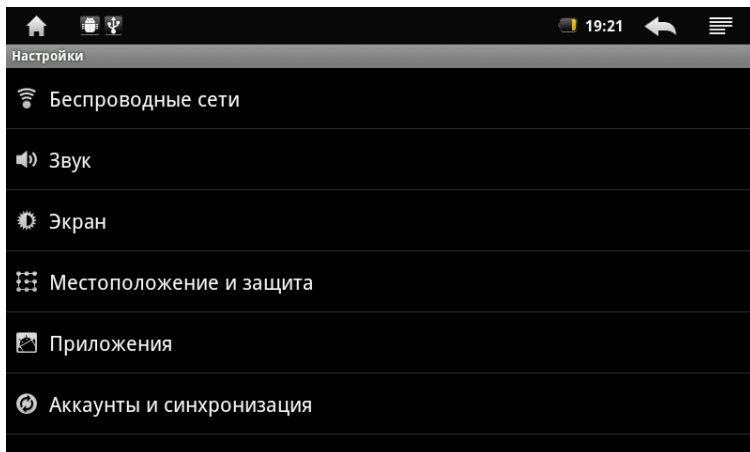 19:21
Настройки
Беспроводные сети
Звук
Экран
Местоположение и защита
Приложения
Аккаунты и синхронизация